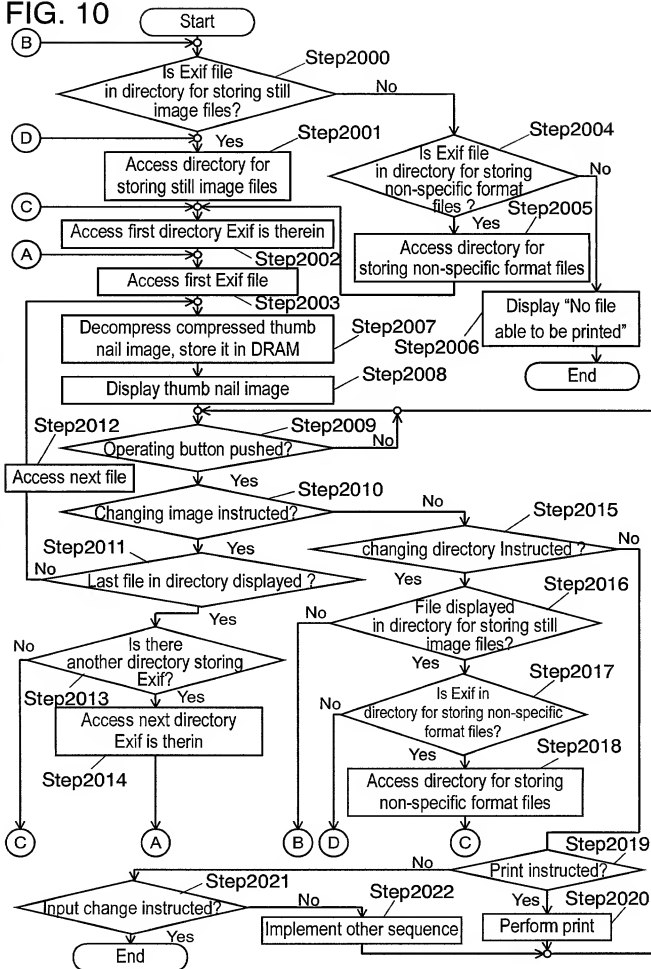 FIG. 10
Start
B
Step2000
Is Exif file
in directory for storing still
image files?
No
D
Yes
Step2001
Access directory for
storing still image files
Step2004
Is Exif file
in directory for storing
non-specific format
files ?
No
Yes
Step2005
Access directory for
storing non-specific format files
C
Access first directory Exif is therein
Step2002
A
Access first Exif file
Step2003
Display “No file
able to be printed”
Step2006
End
Decompress compressed thumb
nail image, store it in DRAM
Step2007
Display thumb nail image
Step2008
Step2012
Access next file
Step2009
Operating button pushed?
No
Yes
Step2010
Changing image instructed?
No
Step2011
Yes
Last file in directory displayed ?
No
Yes
Step2015
changing directory Instructed ?
No
Yes
Step2016
File displayed
in directory for storing still
image files?
No
Yes
No
Is there
another directory storing
Exif?
Step2013
Yes
Access next directory
Exif is therin
Step2014
Step2017
Is Exif in
directory for storing non-specific
format files?
No
Yes
Step2018
Access directory for storing
non-specific format files
C
A
B
D
C
Step2019
Print instructed?
No
Yes
Step2020
Perform print
Step2021
Input change instructed?
No
Step2022
Implement other sequence
Yes
End